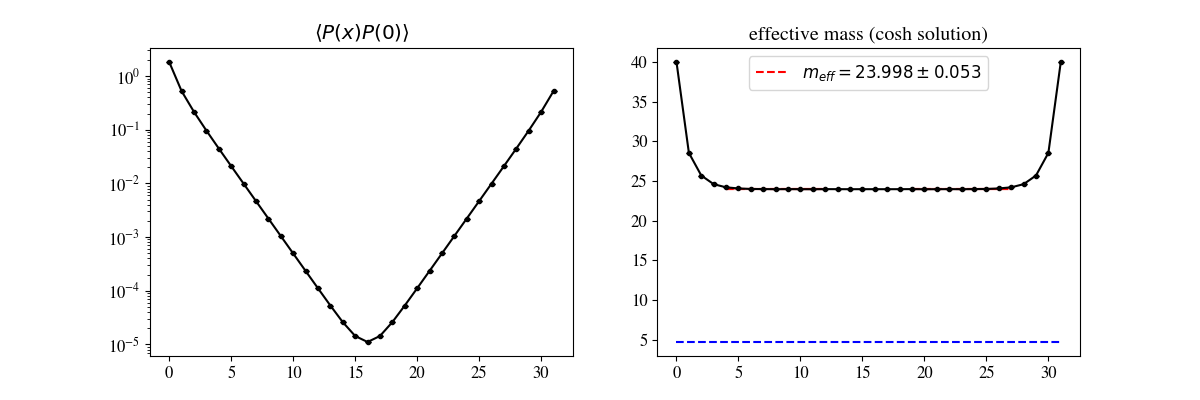 ⟨P(x)P(0)⟩
10⁰
10⁻¹
10⁻²
10⁻³
10⁻⁴
10⁻⁵
0 5 10 15 20 25 30
effective mass (cosh solution)
m_eff = 23.998 ± 0.053
40
35
30
25
20
15
10
5
0 5 10 15 20 25 30